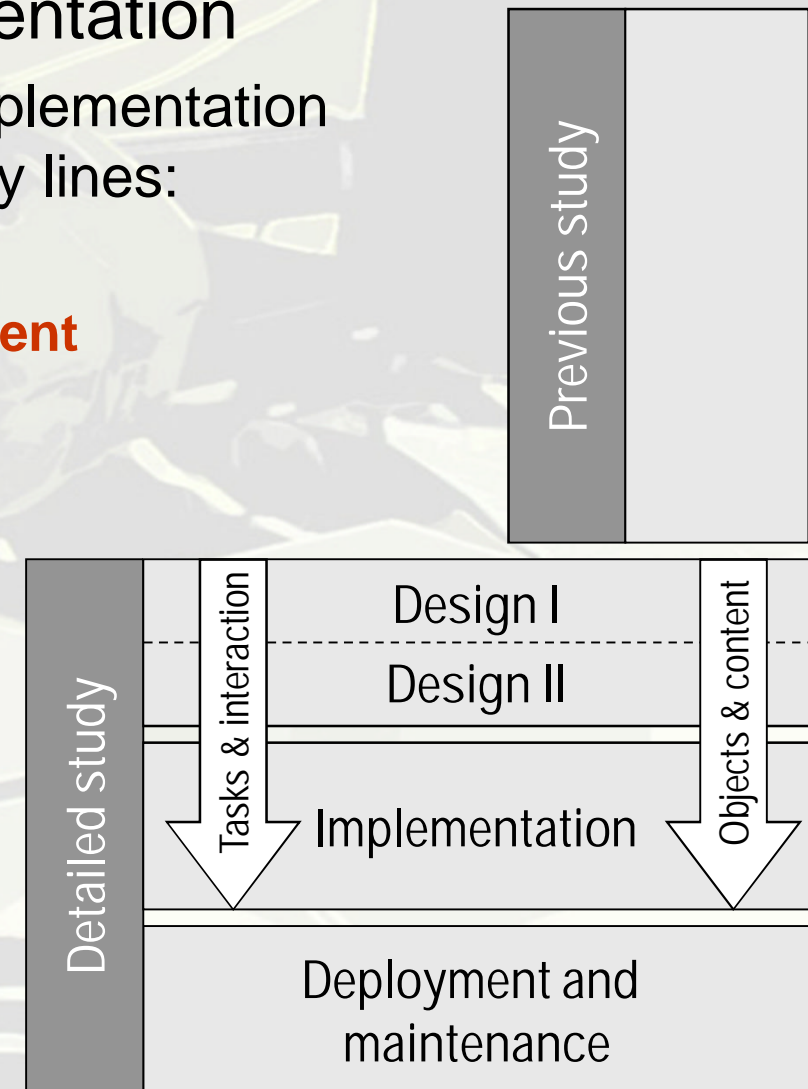 entation
plementation
y lines:
ent
Previous study
Detailed study
Tasks & interaction
Design I
Design II
Objects & content
Implementation
Deployment and
maintenance